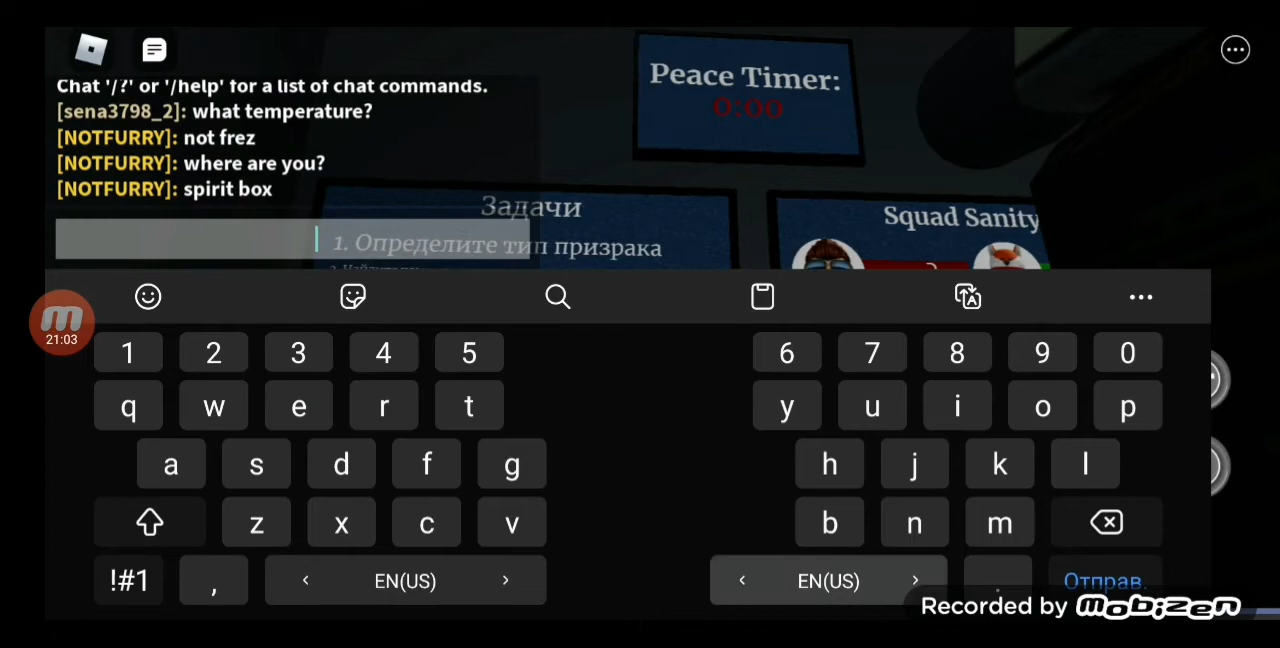 Chat '/?' or '/help' for a list of chat commands.
[sena3798_2]: what temperature?
[NOTFURRY]: not frez
[NOTFURRY]: where are you?
[NOTFURRY]: spirit box
Peace Timer:
0:00
Задачи
1. Определите тип призрака
Squad Sanity
21:03
1 2 3 4 5 6 7 8 9 0
q w e r t y u i o p
a s d f g h j k l
z x c v b n m
!#1 , < EN(US) > < EN(US) > . Отправ.
Recorded by mobizen